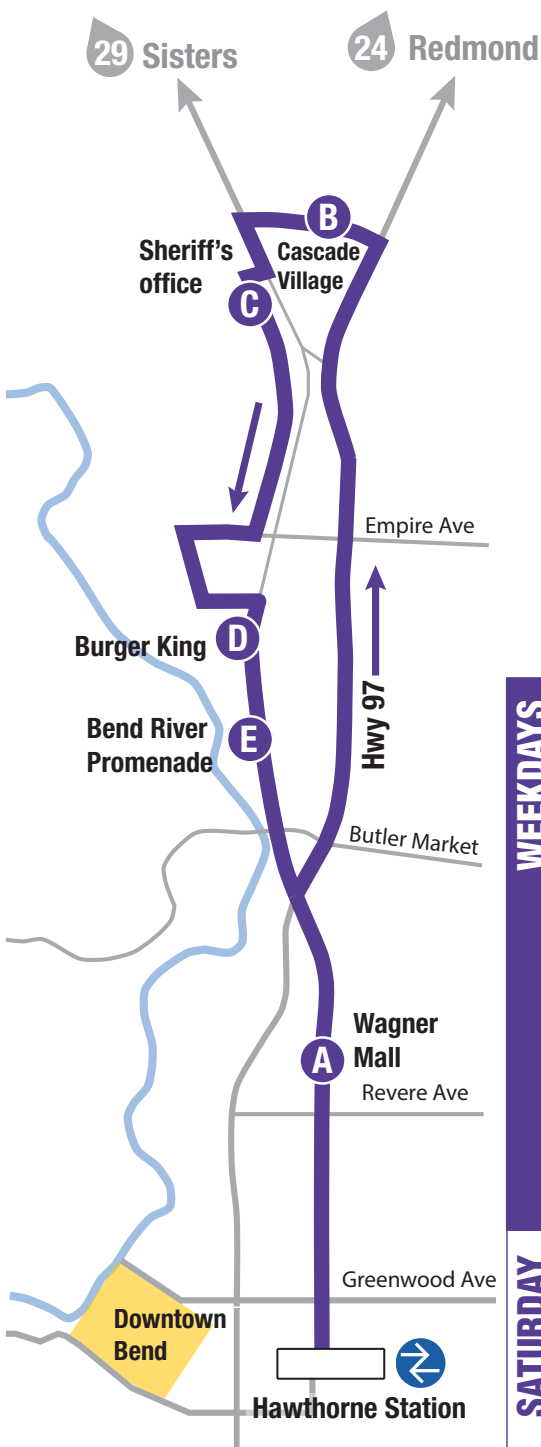 29 Sisters
24 Redmond
B
Sheriff's
office
Cascade
Village
C
Empire Ave
D
Burger King
Hwy 97
Bend River
Promenade
E
WEEKDAYS
Butler Market
Wagner
Mall
A
Revere Ave
Greenwood Ave
Downtown
Bend
SATURDAY
Hawthorne Station